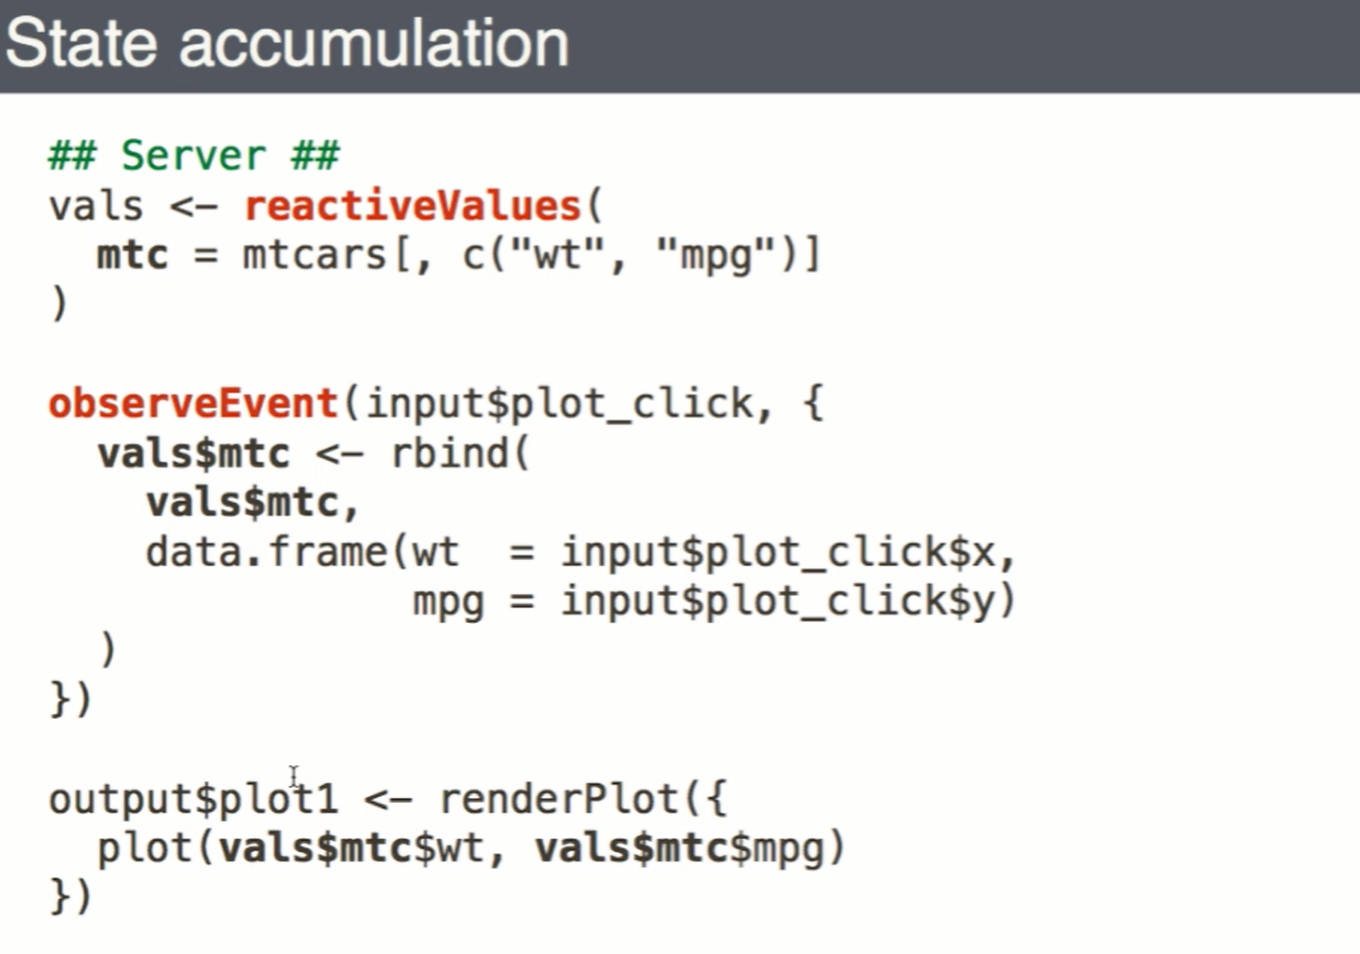 State accumulation
## Server ##
vals <- reactiveValues(
  mtc = mtcars[, c("wt", "mpg")]
)

observeEvent(input$plot_click, {
  vals$mtc <- rbind(
    vals$mtc,
    data.frame(wt  = input$plot_click$x,
               mpg = input$plot_click$y)
  )
})

output$plot1 <- renderPlot({
  plot(vals$mtc$wt, vals$mtc$mpg)
})